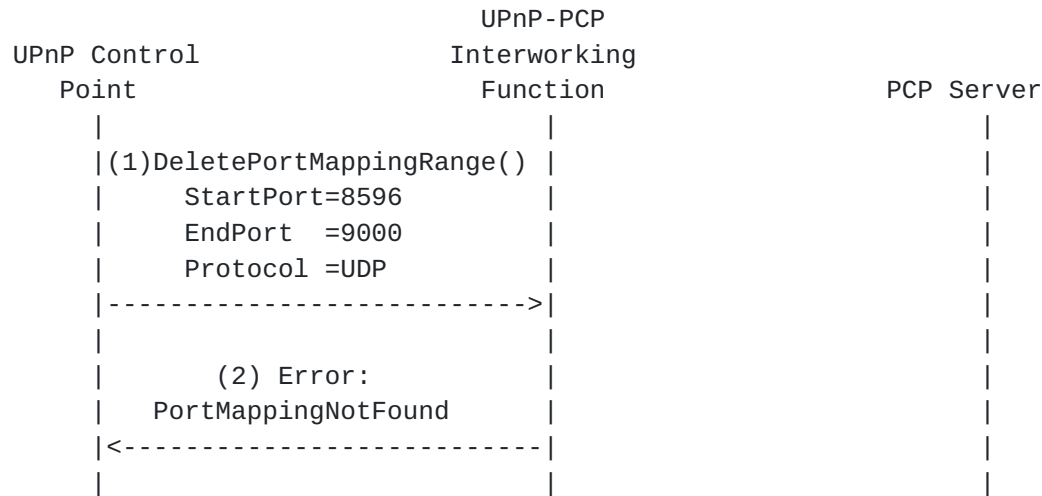 UPnP-PCP
UPnP Control                Interworking
   Point                      Function                  PCP Server
     |                            |                           |
     |(1)DeletePortMappingRange() |                           |
     |     StartPort=8596         |                           |
     |     EndPort  =9000         |                           |
     |     Protocol =UDP          |                           |
     |--------------------------->|                           |
     |                            |                           |
     |       (2) Error:           |                           |
     |   PortMappingNotFound      |                           |
     |<---------------------------|                           |
     |                            |                           |